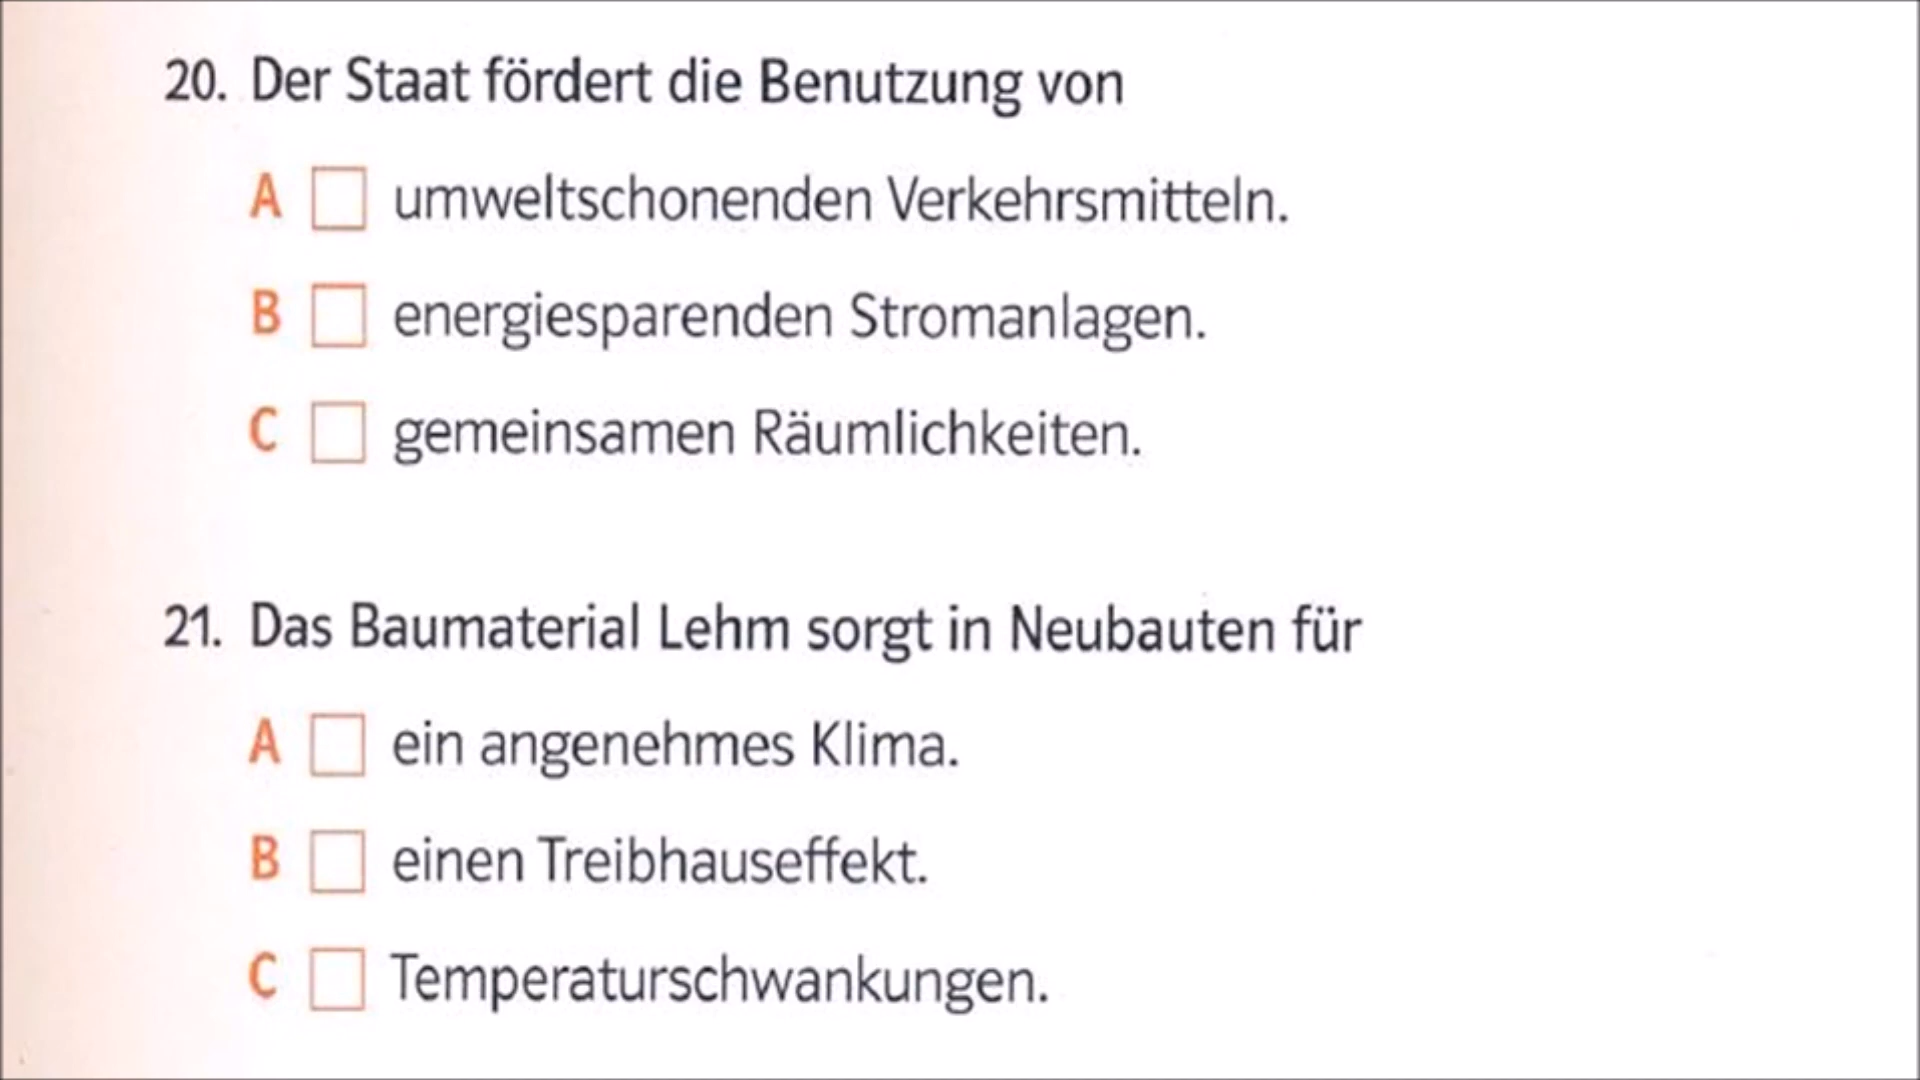 20. Der Staat fördert die Benutzung von
A umweltschonenden Verkehrsmitteln.
B energiesparenden Stromanlagen.
C gemeinsamen Räumlichkeiten.
21. Das Baumaterial Lehm sorgt in Neubauten für
A ein angenehmes Klima.
B einen Treibhauseffekt.
C Temperaturschwankungen.